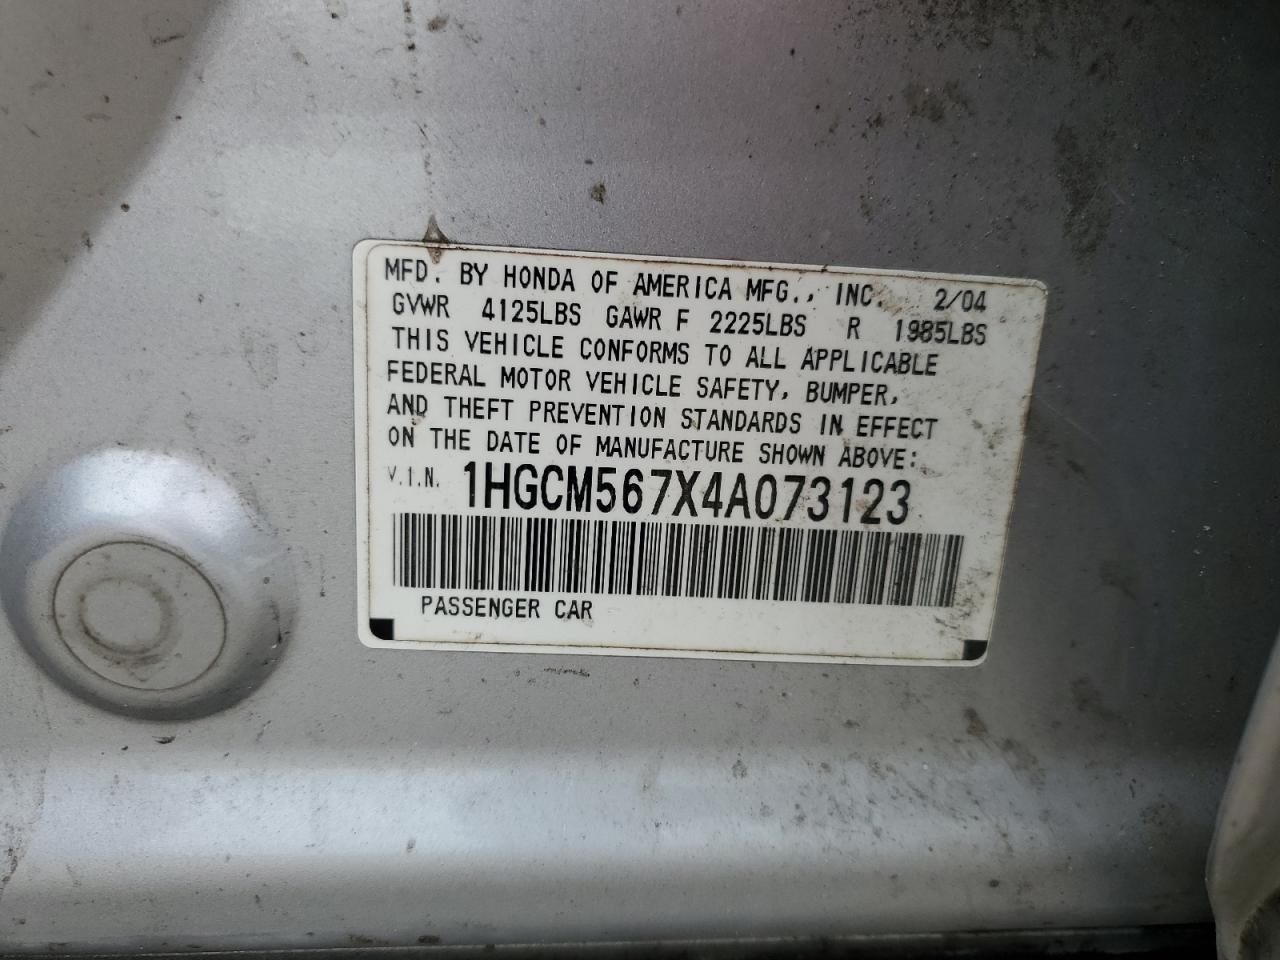 MFD. BY HONDA OF AMERICA MFG., INC. 2/04
GVWR 4125LBS GAWR F 2225LBS R 1985LBS
THIS VEHICLE CONFORMS TO ALL APPLICABLE
FEDERAL MOTOR VEHICLE SAFETY, BUMPER,
AND THEFT PREVENTION STANDARDS IN EFFECT
ON THE DATE OF MANUFACTURE SHOWN ABOVE:
V.I.N. 1HGCM567X4A073123
PASSENGER CAR